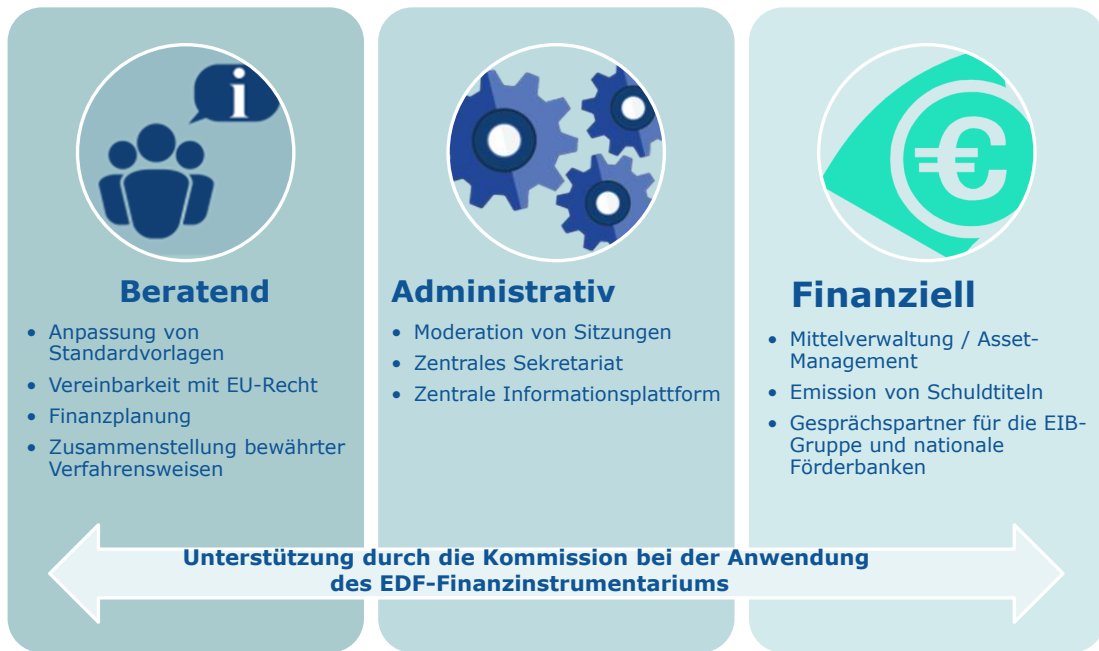 i
Beratend
• Anpassung von
Standardvorlagen
• Vereinbarkeit mit EU-Recht
• Finanzplanung
• Zusammenstellung bewährter
Verfahrensweisen
Administrativ
• Moderation von Sitzungen
• Zentrales Sekretariat
• Zentrale Informationsplattform
€
Finanziell
• Mittelverwaltung / Asset-
Management
• Emission von Schuldtiteln
• Gesprächspartner für die EIB-
Gruppe und nationale
Förderbanken
Unterstützung durch die Kommission bei der Anwendung
des EDF-Finanzinstrumentariums